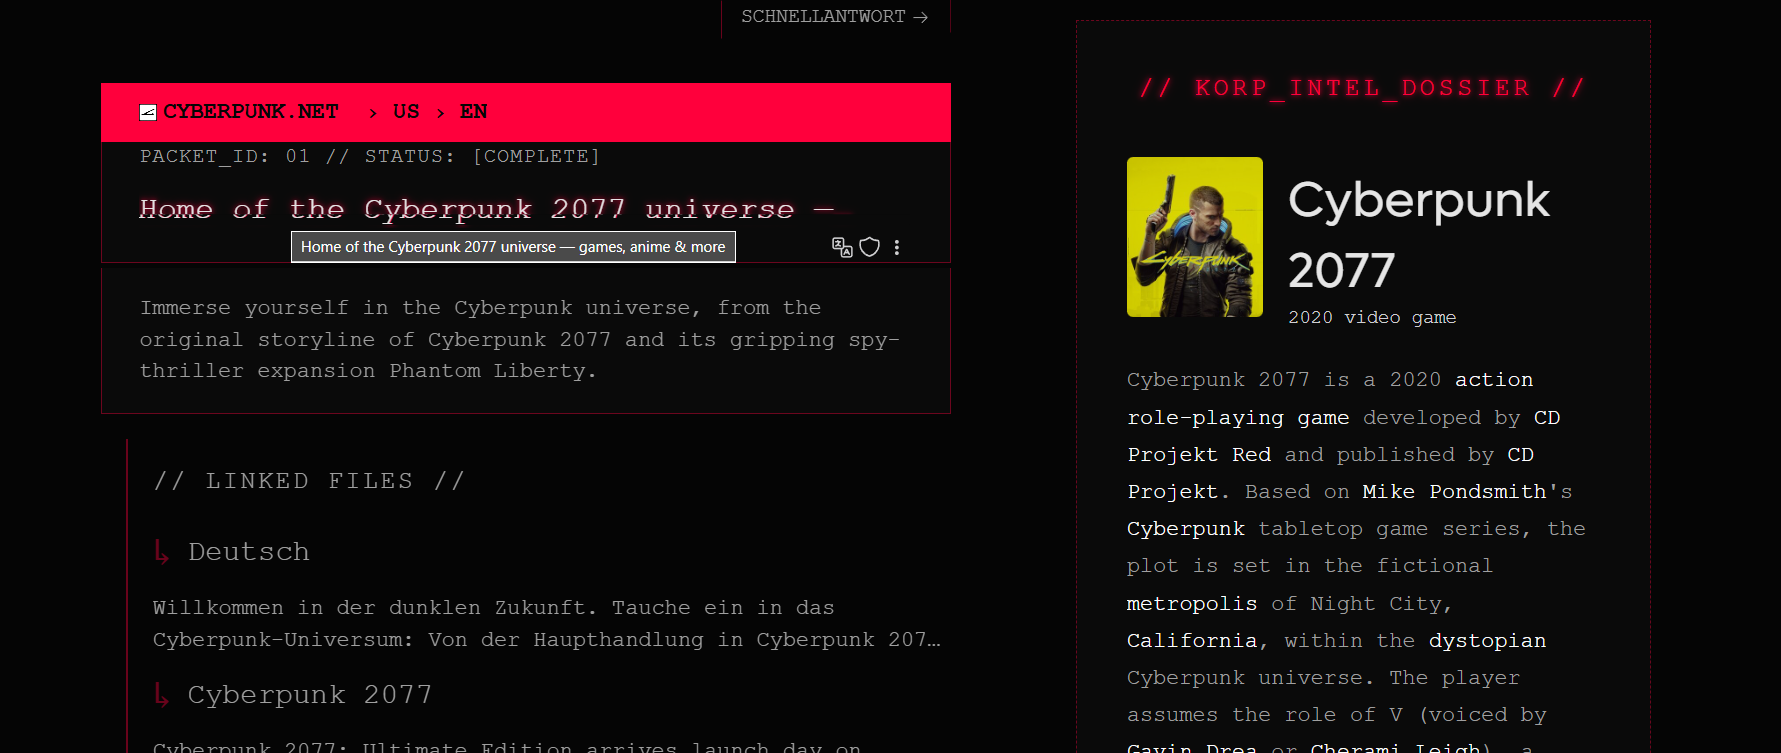 SCHNELLANTWORT →
CYBERPUNK.NET › US › EN
PACKET_ID: 01 // STATUS: [COMPLETE]
Home of the Cyberpunk 2077 universe —
Home of the Cyberpunk 2077 universe — games, anime & more
Immerse yourself in the Cyberpunk universe, from the
original storyline of Cyberpunk 2077 and its gripping spy-
thriller expansion Phantom Liberty.
// LINKED FILES //
↳ Deutsch
Willkommen in der dunklen Zukunft. Tauche ein in das
Cyberpunk-Universum: Von der Haupthandlung in Cyberpunk 207…
↳ Cyberpunk 2077
Cyberpunk 2077: Ultimate Edition arrives launch day on
// KORP_INTEL_DOSSIER //
CYBERPUNK
Cyberpunk
2077
2020 video game
Cyberpunk 2077 is a 2020 action
role-playing game developed by CD
Projekt Red and published by CD
Projekt. Based on Mike Pondsmith's
Cyberpunk tabletop game series, the
plot is set in the fictional
metropolis of Night City,
California, within the dystopian
Cyberpunk universe. The player
assumes the role of V (voiced by
Gavin Drea or Cherami Leigh), a